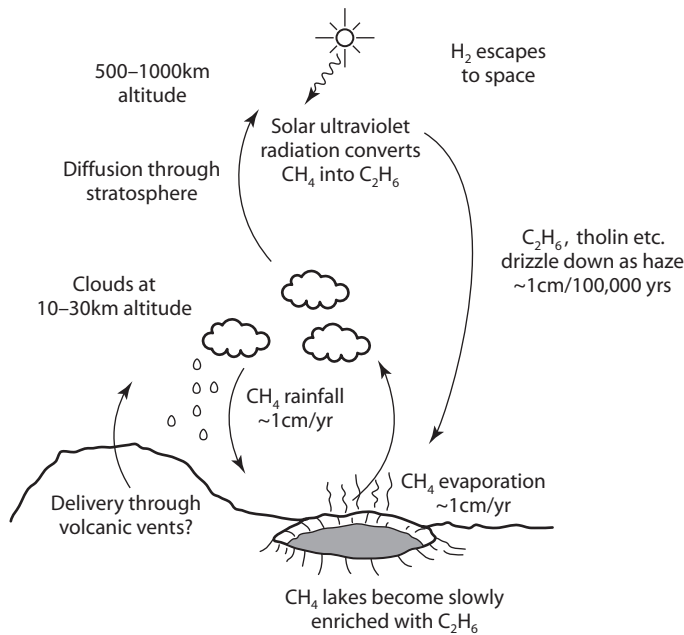 500–1000km
altitude
H₂ escapes
to space
Solar ultraviolet
radiation converts
CH₄ into C₂H₆
Diffusion through
stratosphere
C₂H₆, tholin etc.
drizzle down as haze
~1cm/100,000 yrs
Clouds at
10–30km altitude
CH₄ rainfall
~1cm/yr
CH₄ evaporation
~1cm/yr
Delivery through
volcanic vents?
CH₄ lakes become slowly
enriched with C₂H₆